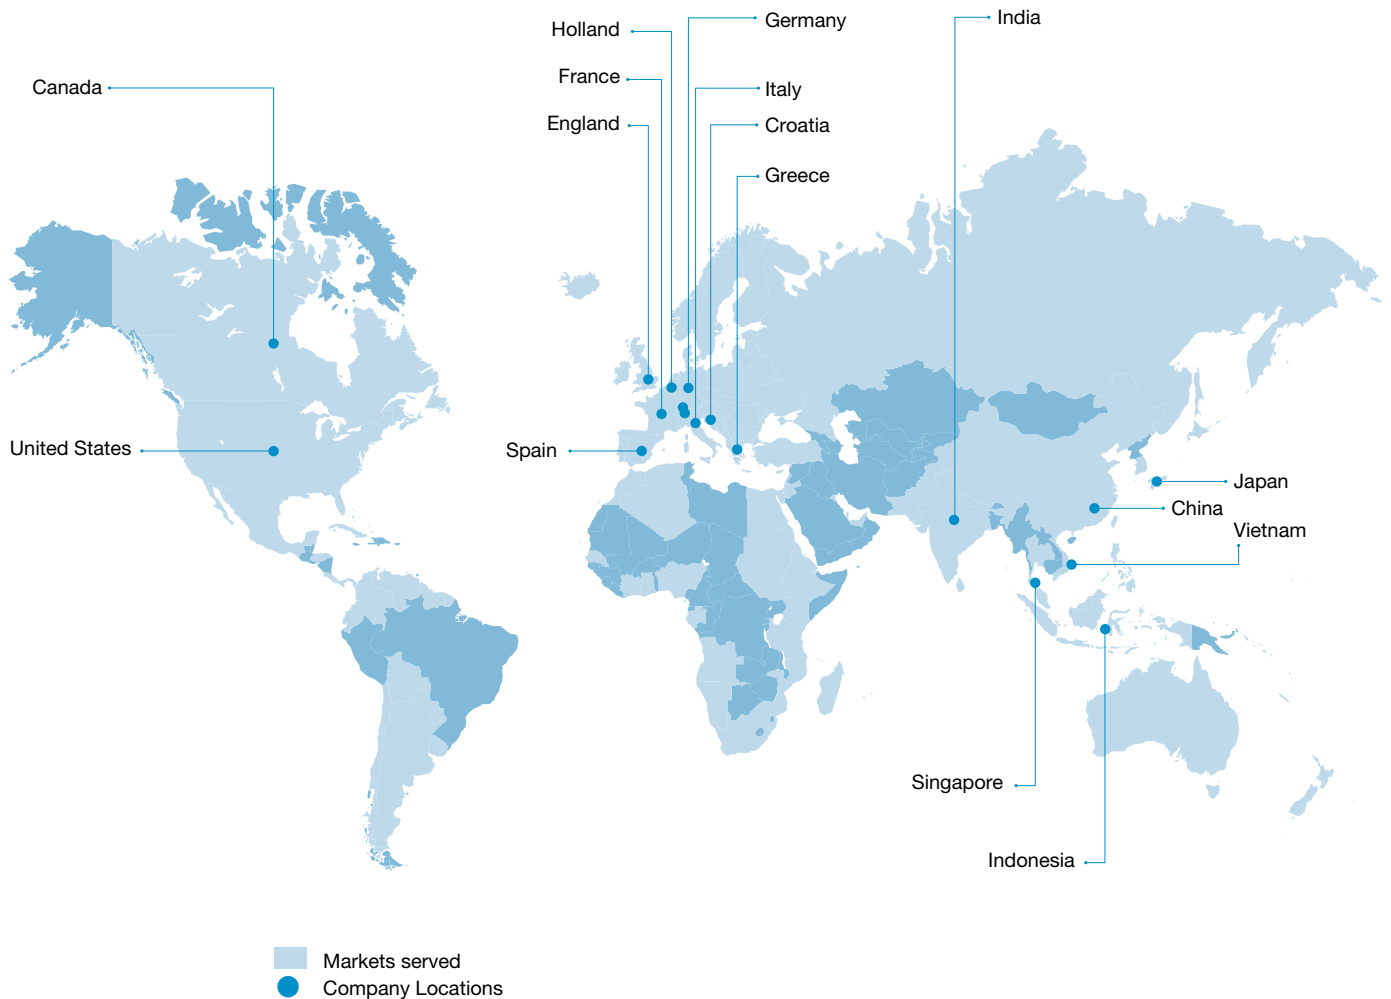 Germany
India
Holland
France
Canada
Italy
England
Croatia
Greece
United States
Spain
Japan
China
Vietnam
Singapore
Indonesia
Markets served
Company Locations